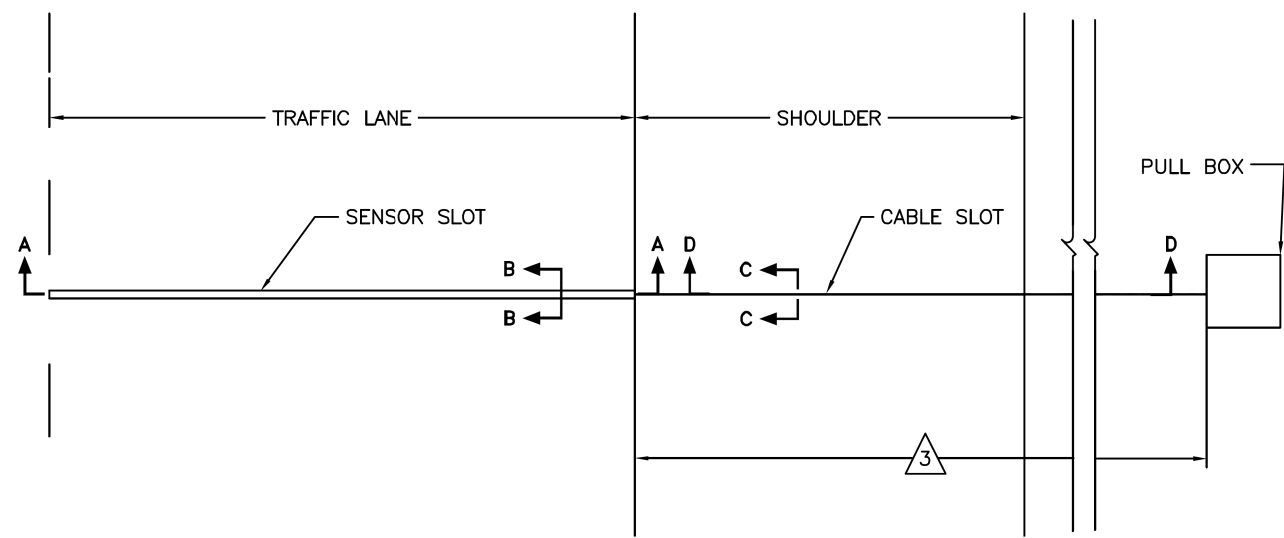 TRAFFIC LANE
SHOULDER
PULL BOX
SENSOR SLOT
CABLE SLOT
A
A
D
D
B
C
B
C
3